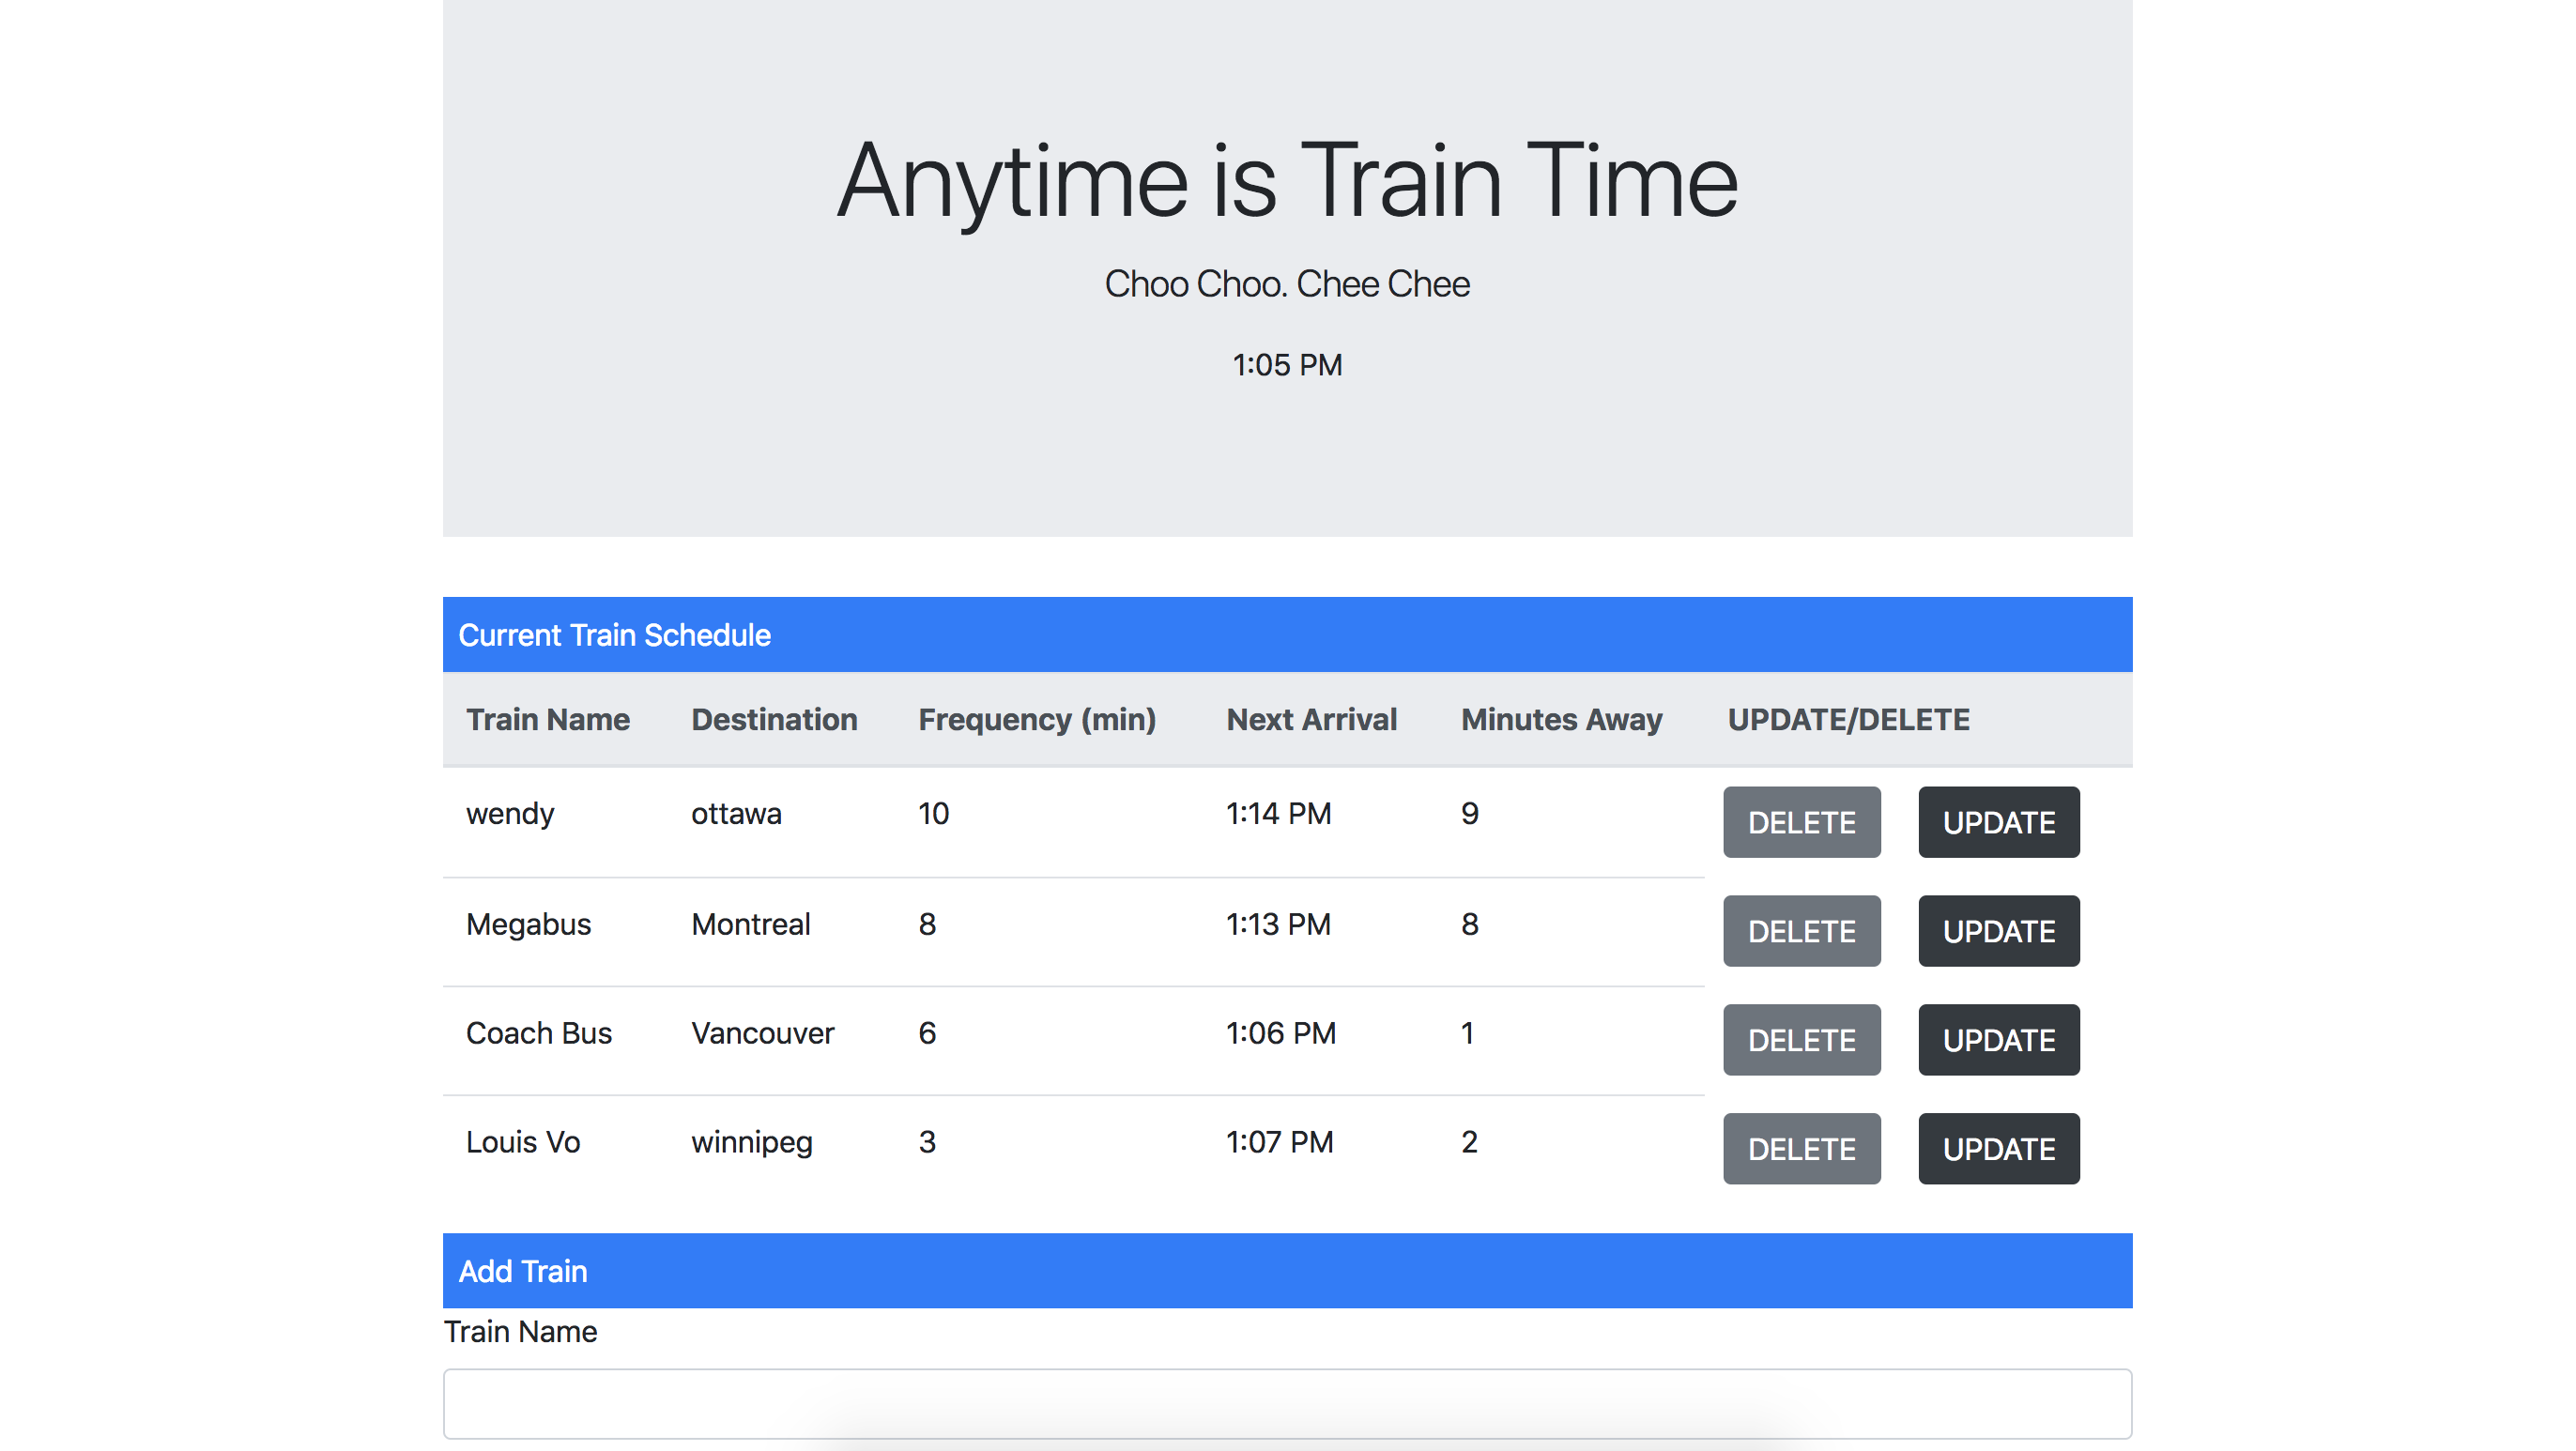 Anytime is Train Time
Choo Choo. Chee Chee
1:05 PM
Current Train Schedule
Train Name Destination Frequency (min) Next Arrival Minutes Away UPDATE/DELETE
wendy ottawa 10 1:14 PM 9 DELETE UPDATE
Megabus Montreal 8 1:13 PM 8 DELETE UPDATE
Coach Bus Vancouver 6 1:06 PM 1 DELETE UPDATE
Louis Vo winnipeg 3 1:07 PM 2 DELETE UPDATE
Add Train
Train Name